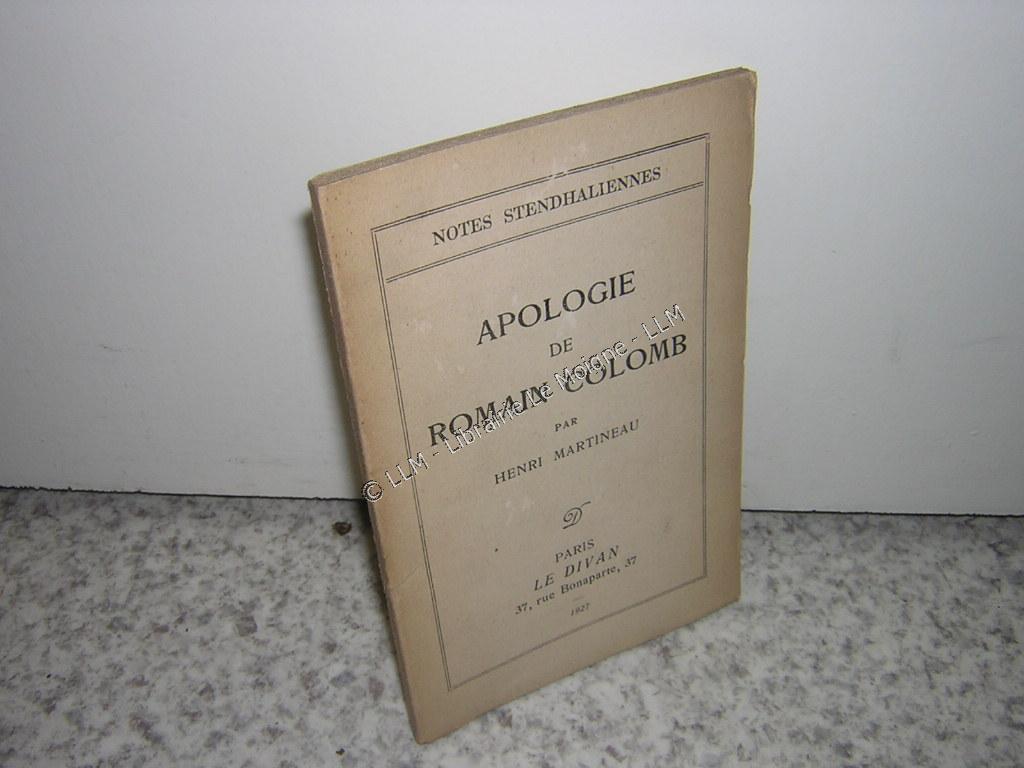 NOTES STENDHALIENNES
APOLOGIE
DE
ROMAIN COLOMB
PAR
HENRI MARTINEAU
D
PARIS
LE DIVAN
37, rue Bonaparte, 37
1927
© LLM - Librairie Le Moigne - LLM